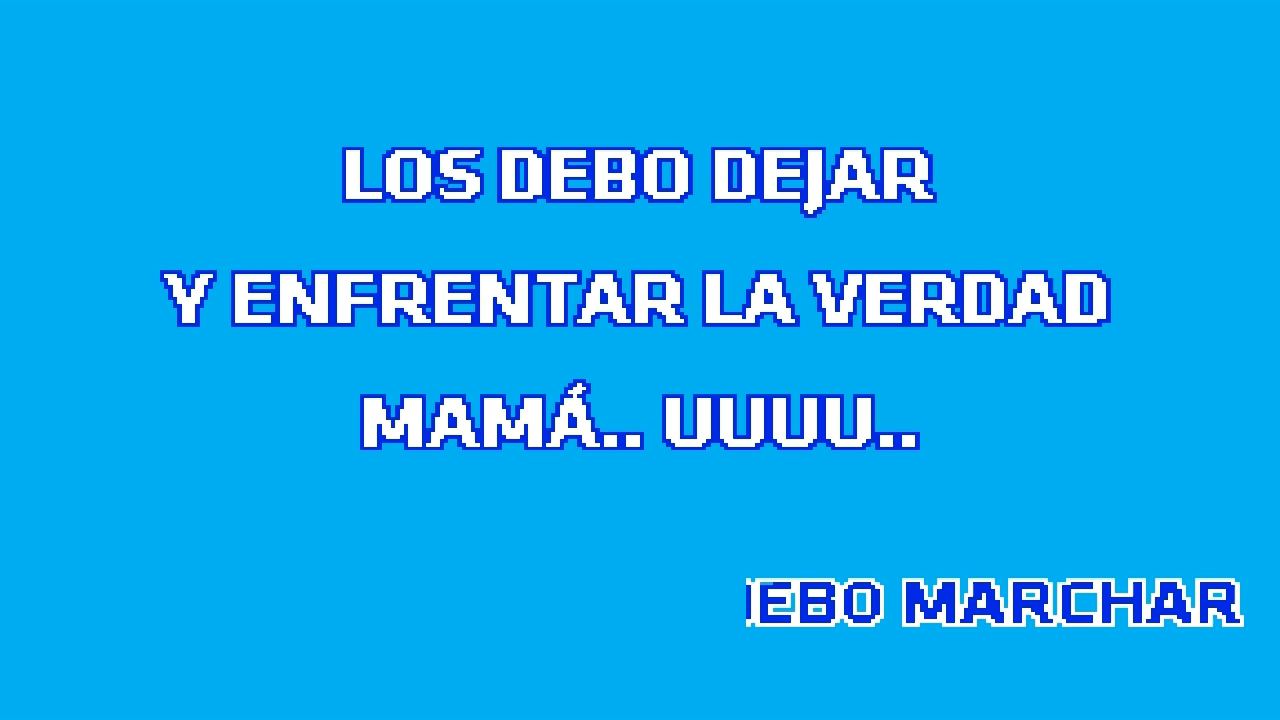 LOS DEBO DEJAR
Y ENFRENTAR LA VERDAD
MAMÁ.. UUUU..
EBO MARCHAR